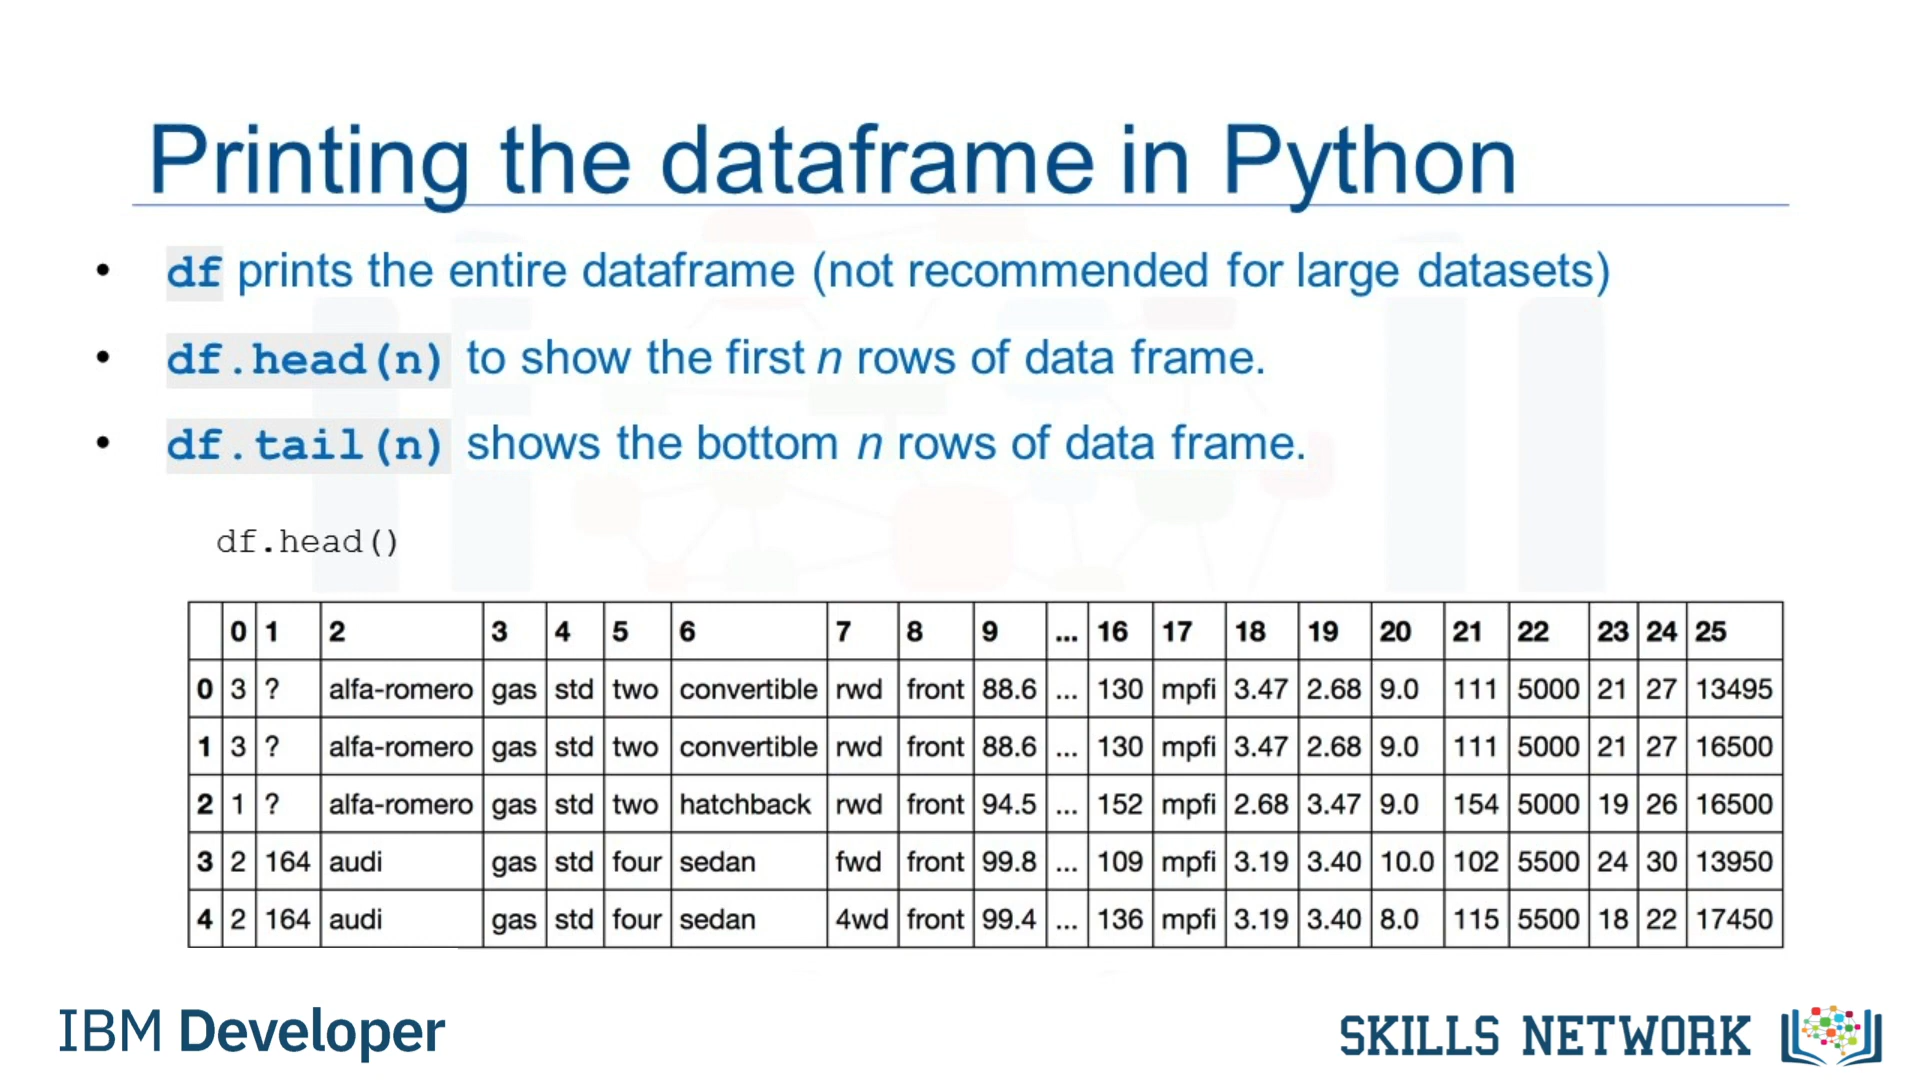 Printing the dataframe in Python
• df prints the entire dataframe (not recommended for large datasets)
• df.head(n) to show the first n rows of data frame.
• df.tail(n) shows the bottom n rows of data frame.
df.head()
0 1 2 3 4 5 6 7 8 9 ... 16 17 18 19 20 21 22 23 24 25
0 3 ? alfa-romero gas std two convertible rwd front 88.6 ... 130 mpfi 3.47 2.68 9.0 111 5000 21 27 13495
1 3 ? alfa-romero gas std two convertible rwd front 88.6 ... 130 mpfi 3.47 2.68 9.0 111 5000 21 27 16500
2 1 ? alfa-romero gas std two hatchback rwd front 94.5 ... 152 mpfi 2.68 3.47 9.0 154 5000 19 26 16500
3 2 164 audi gas std four sedan fwd front 99.8 ... 109 mpfi 3.19 3.40 10.0 102 5500 24 30 13950
4 2 164 audi gas std four sedan 4wd front 99.4 ... 136 mpfi 3.19 3.40 8.0 115 5500 18 22 17450
IBM Developer
SKILLS NETWORK